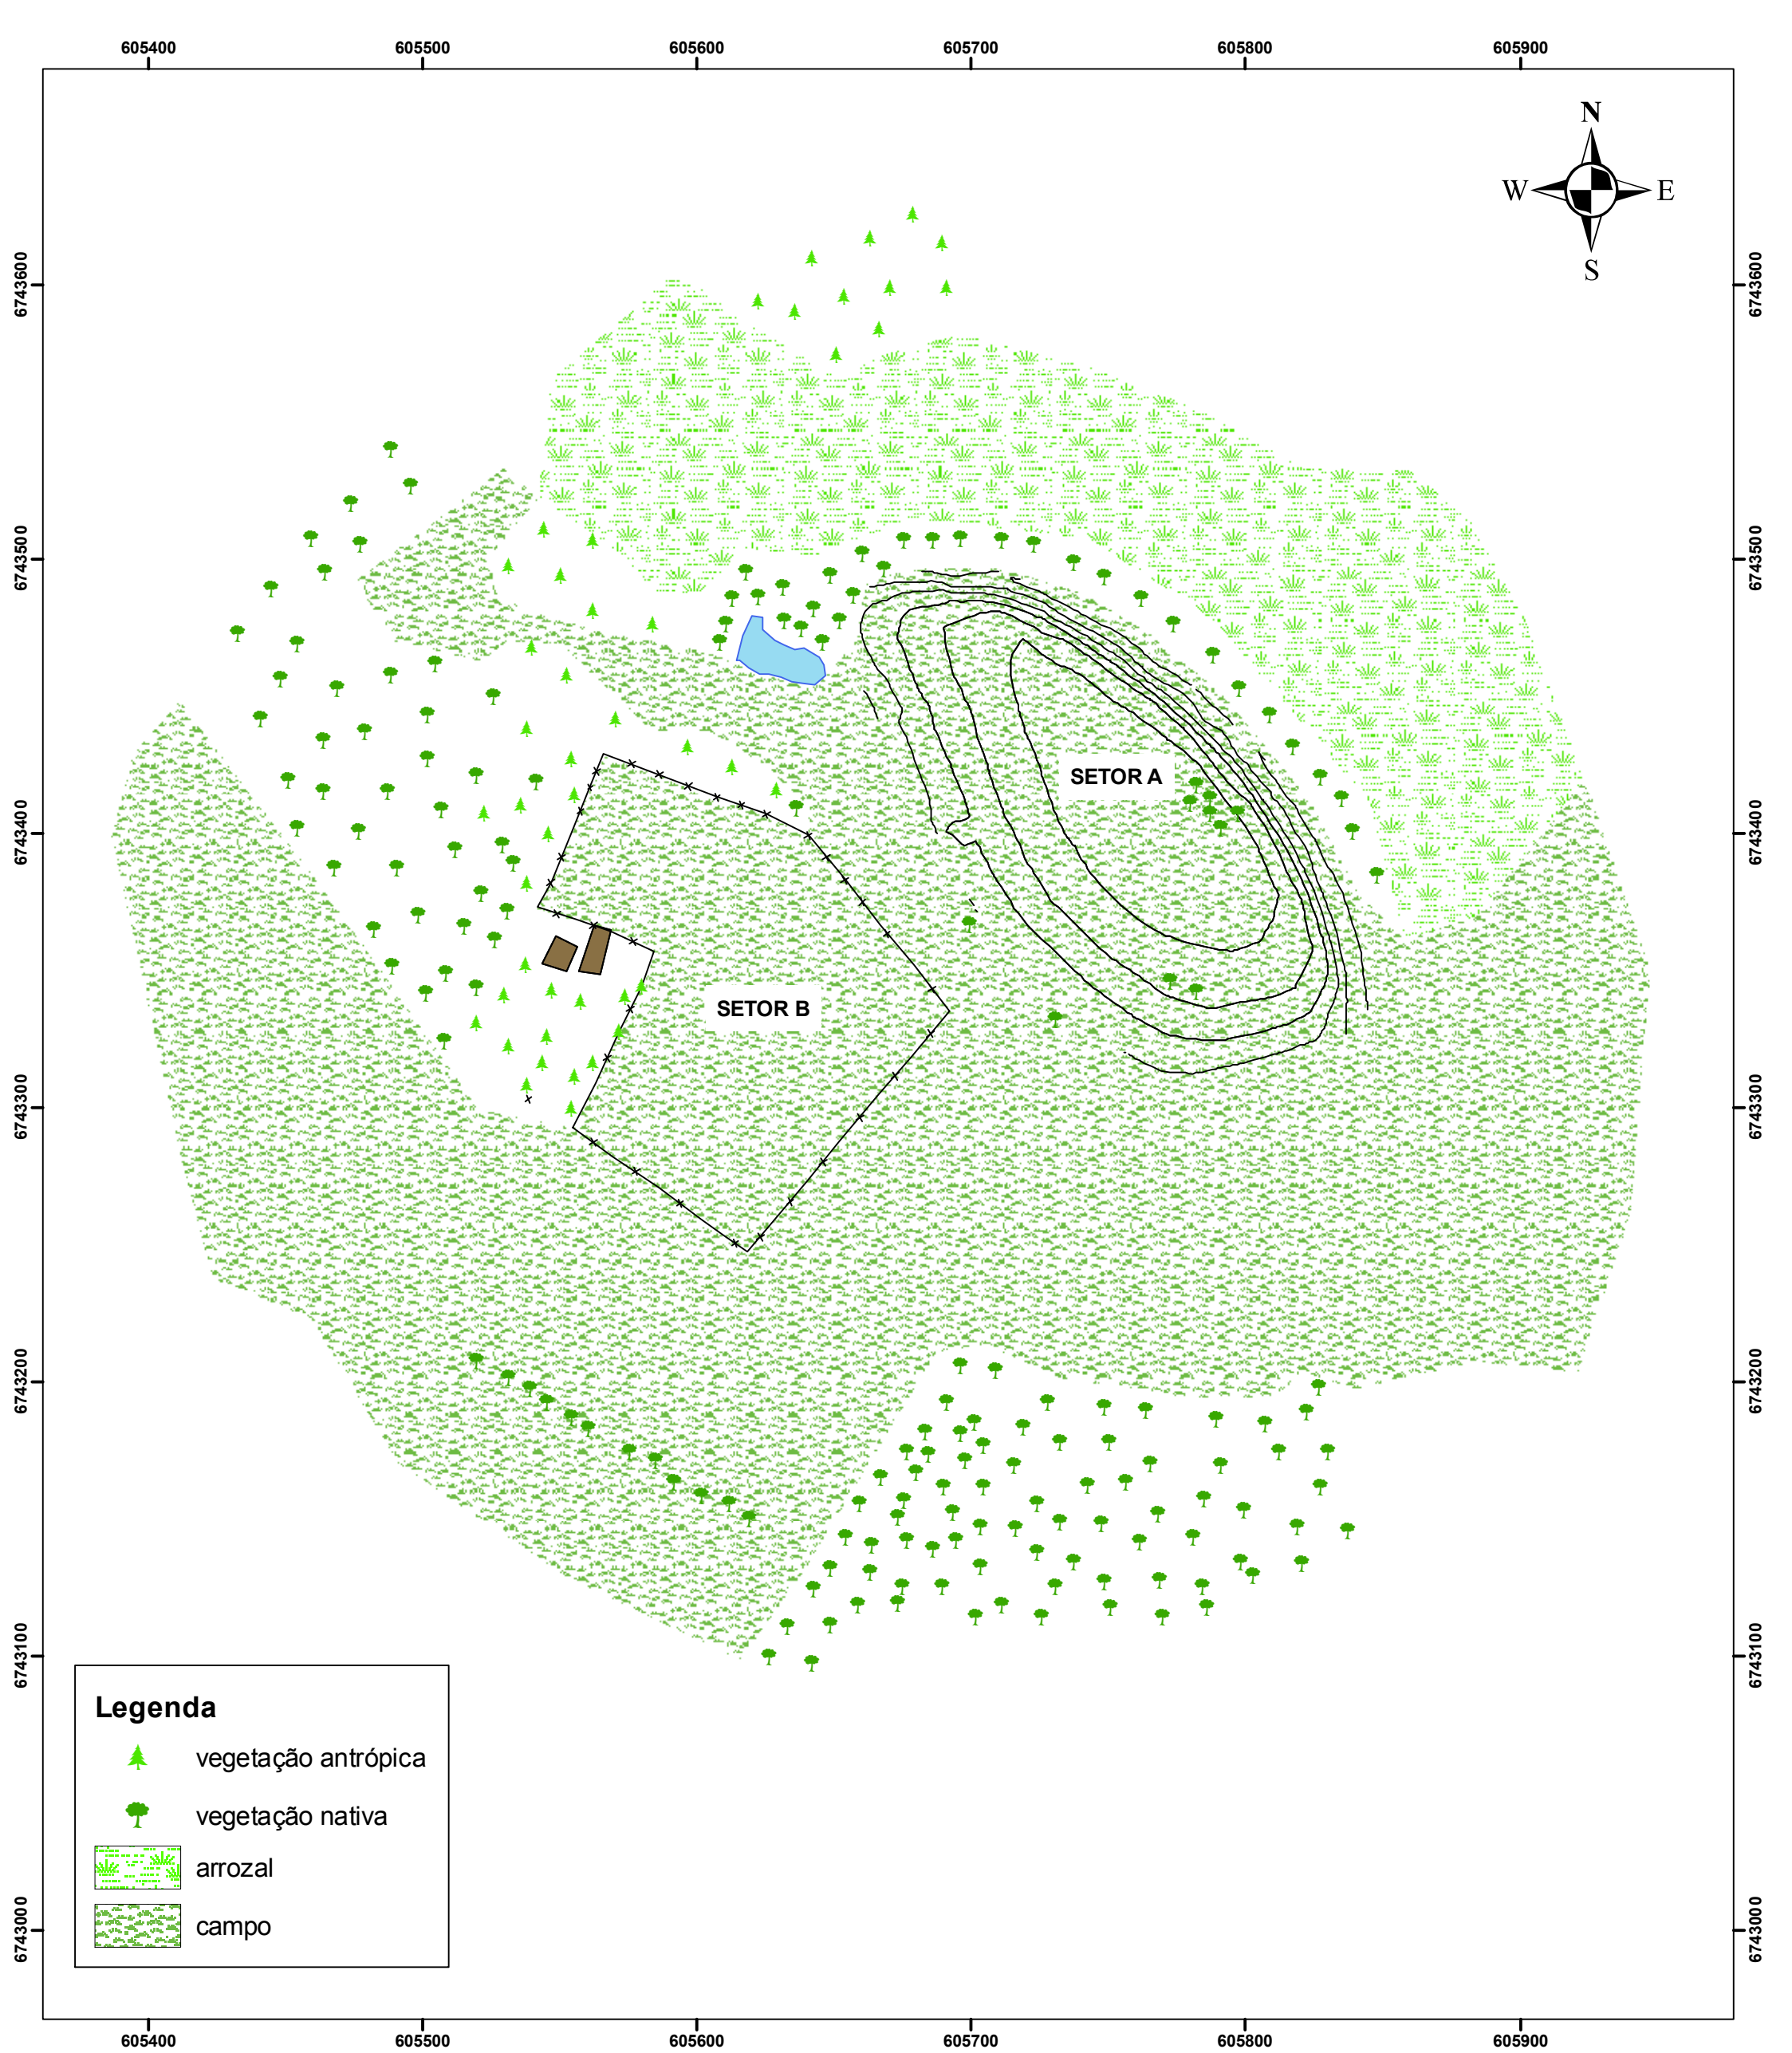 605400 605500 605600 605700 605800 605900
N
W E
S
6743600 6743600
6743500 6743500
SETOR A
6743400 6743400
SETOR B
6743300 6743300
6743200 6743200
6743100 6743100
Legenda
vegetação antrópica
vegetação nativa
arrozal
campo
6743000 6743000
605400 605500 605600 605700 605800 605900